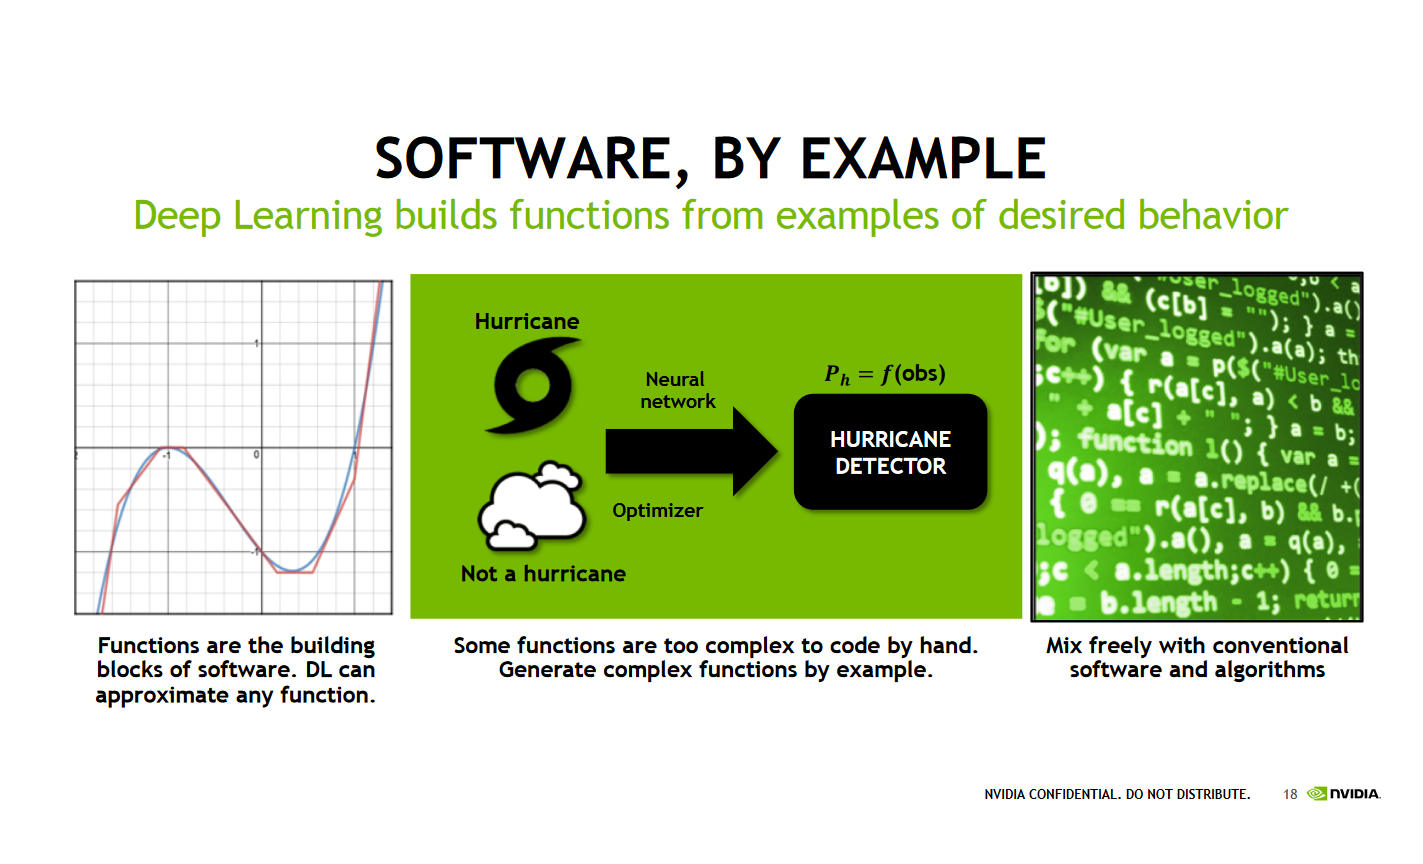 SOFTWARE, BY EXAMPLE
Deep Learning builds functions from examples of desired behavior
1
-1
0
1
-1
Hurricane
Neural
network
Optimizer
Not a hurricane
P_h = f(obs)
HURRICANE
DETECTOR
[b]) && (c[b] = ""); } a =
$("#User_logged").a(a); th
for (var a = p($("#User_lo
;c++) { r(a[c], a) < b &&
" + a[c] + " "; } a = b;
); function l() { var a =
q(a), a = a.replace(/ +(
{ 0 == r(a[c], b) && b.
logged").a(), a = q(a),
;c < a.length;c++) { 0 =
= b.length - 1; return
Functions are the building
blocks of software. DL can
approximate any function.
Some functions are too complex to code by hand.
Generate complex functions by example.
Mix freely with conventional
software and algorithms
NVIDIA CONFIDENTIAL. DO NOT DISTRIBUTE.
18
NVIDIA.